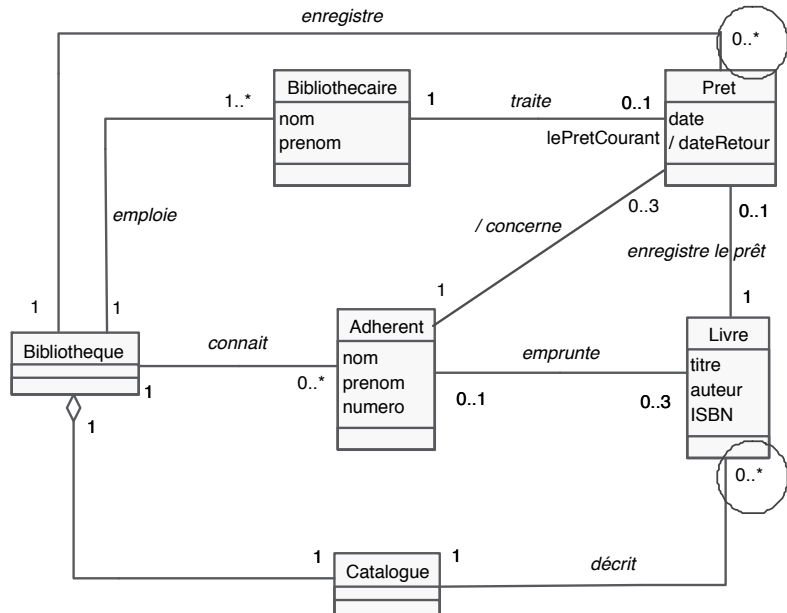 enregistre
0..*
Bibliothecaire
Pret
1..*
1
traite
0..1
nom
prenom
date
/ dateRetour
lePretCourant
0..3
0..1
emploie
/ concerne
enregistre le prêt
1
1
1
1
Bibliotheque
connait
Adherent
Livre
nom
prenom
numero
emprunte
titre
auteur
ISBN
1
0..*
0..1
0..3
1
0..*
1
Catalogue
1
décrit